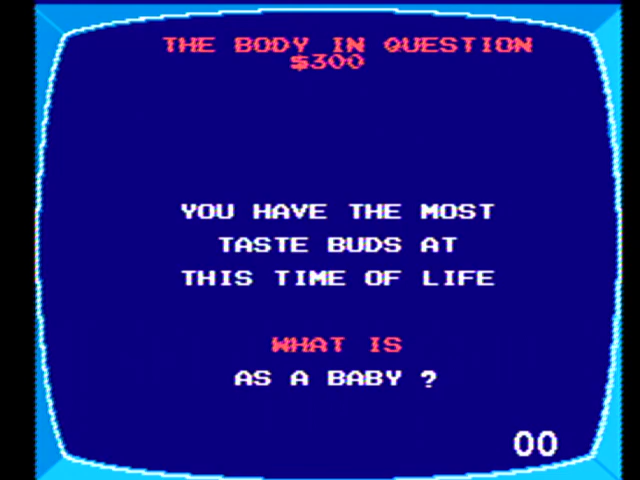 THE BODY IN QUESTION
$300
YOU HAVE THE MOST
TASTE BUDS AT
THIS TIME OF LIFE
WHAT IS
AS A BABY ?
00